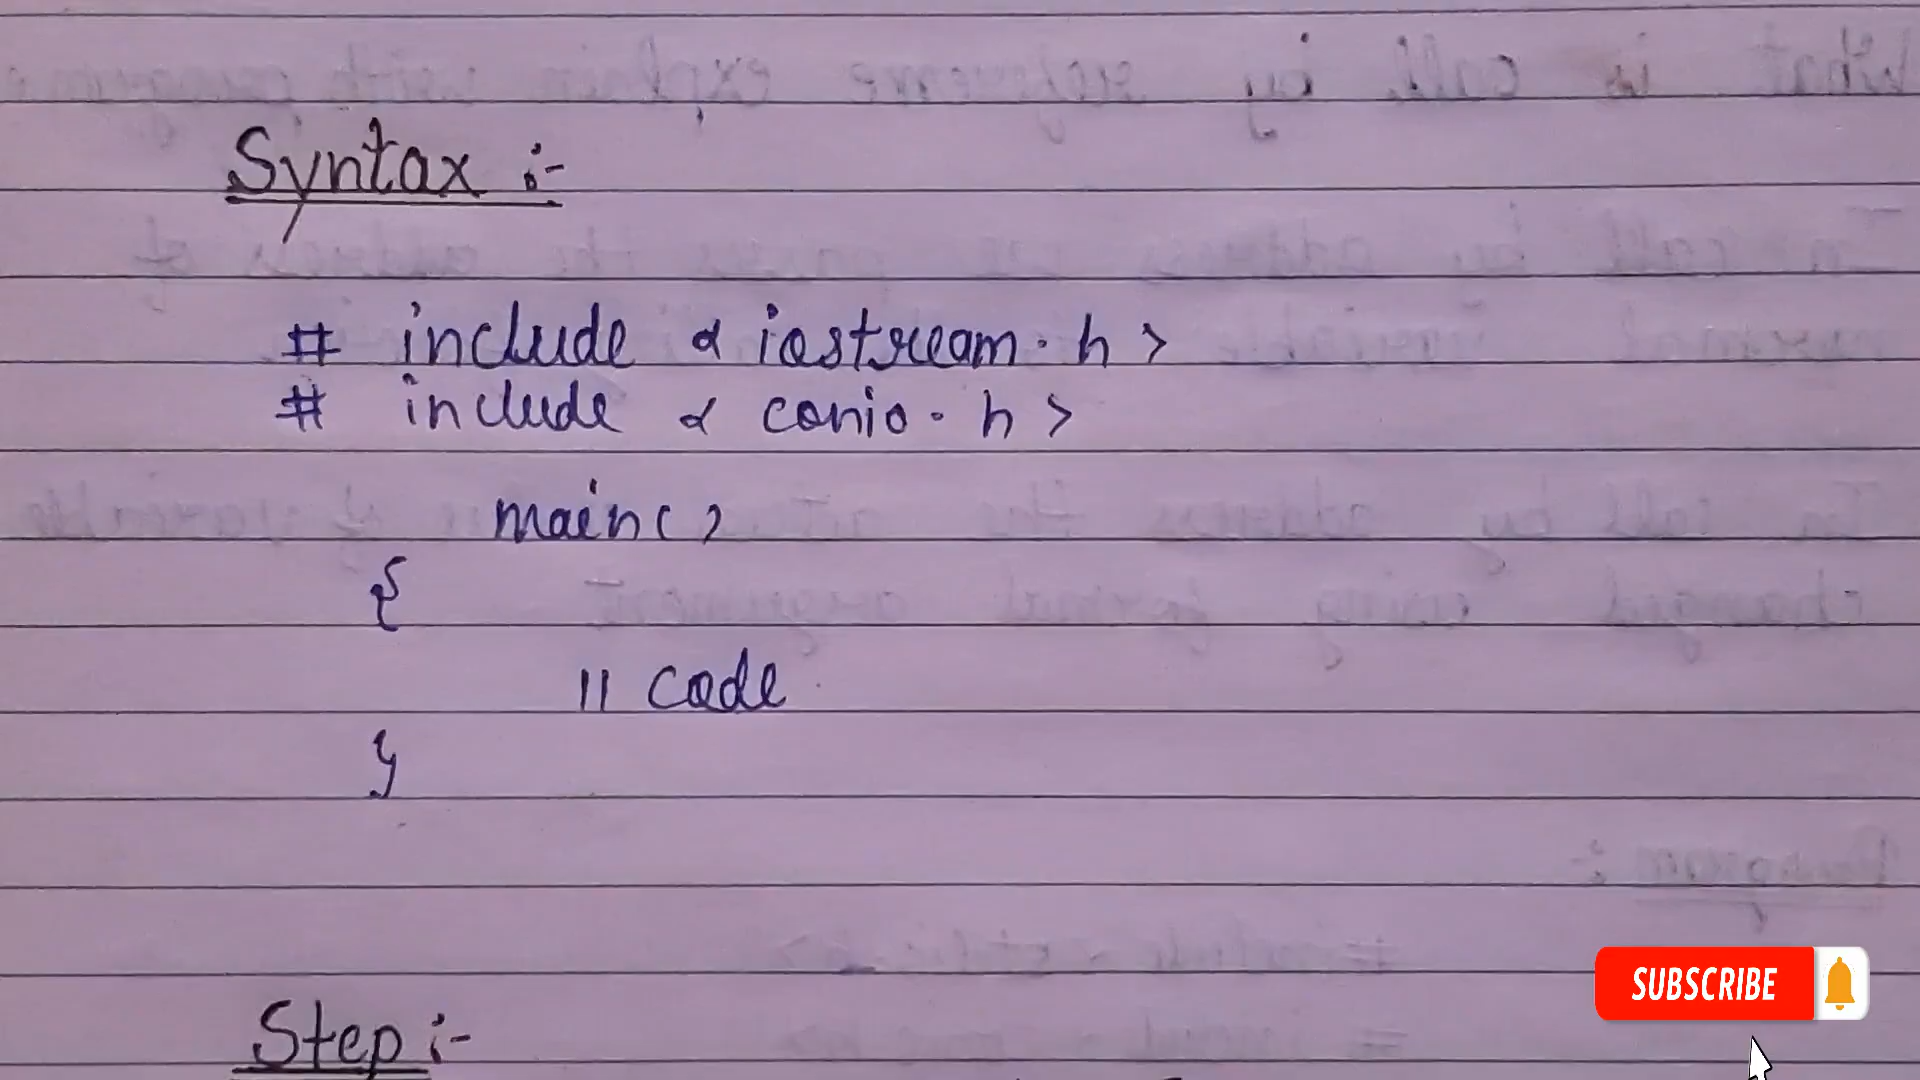 Syntax :-
# include < iostream.h >
# include < conio.h >
main( )
{
// code
}
Step :-
SUBSCRIBE